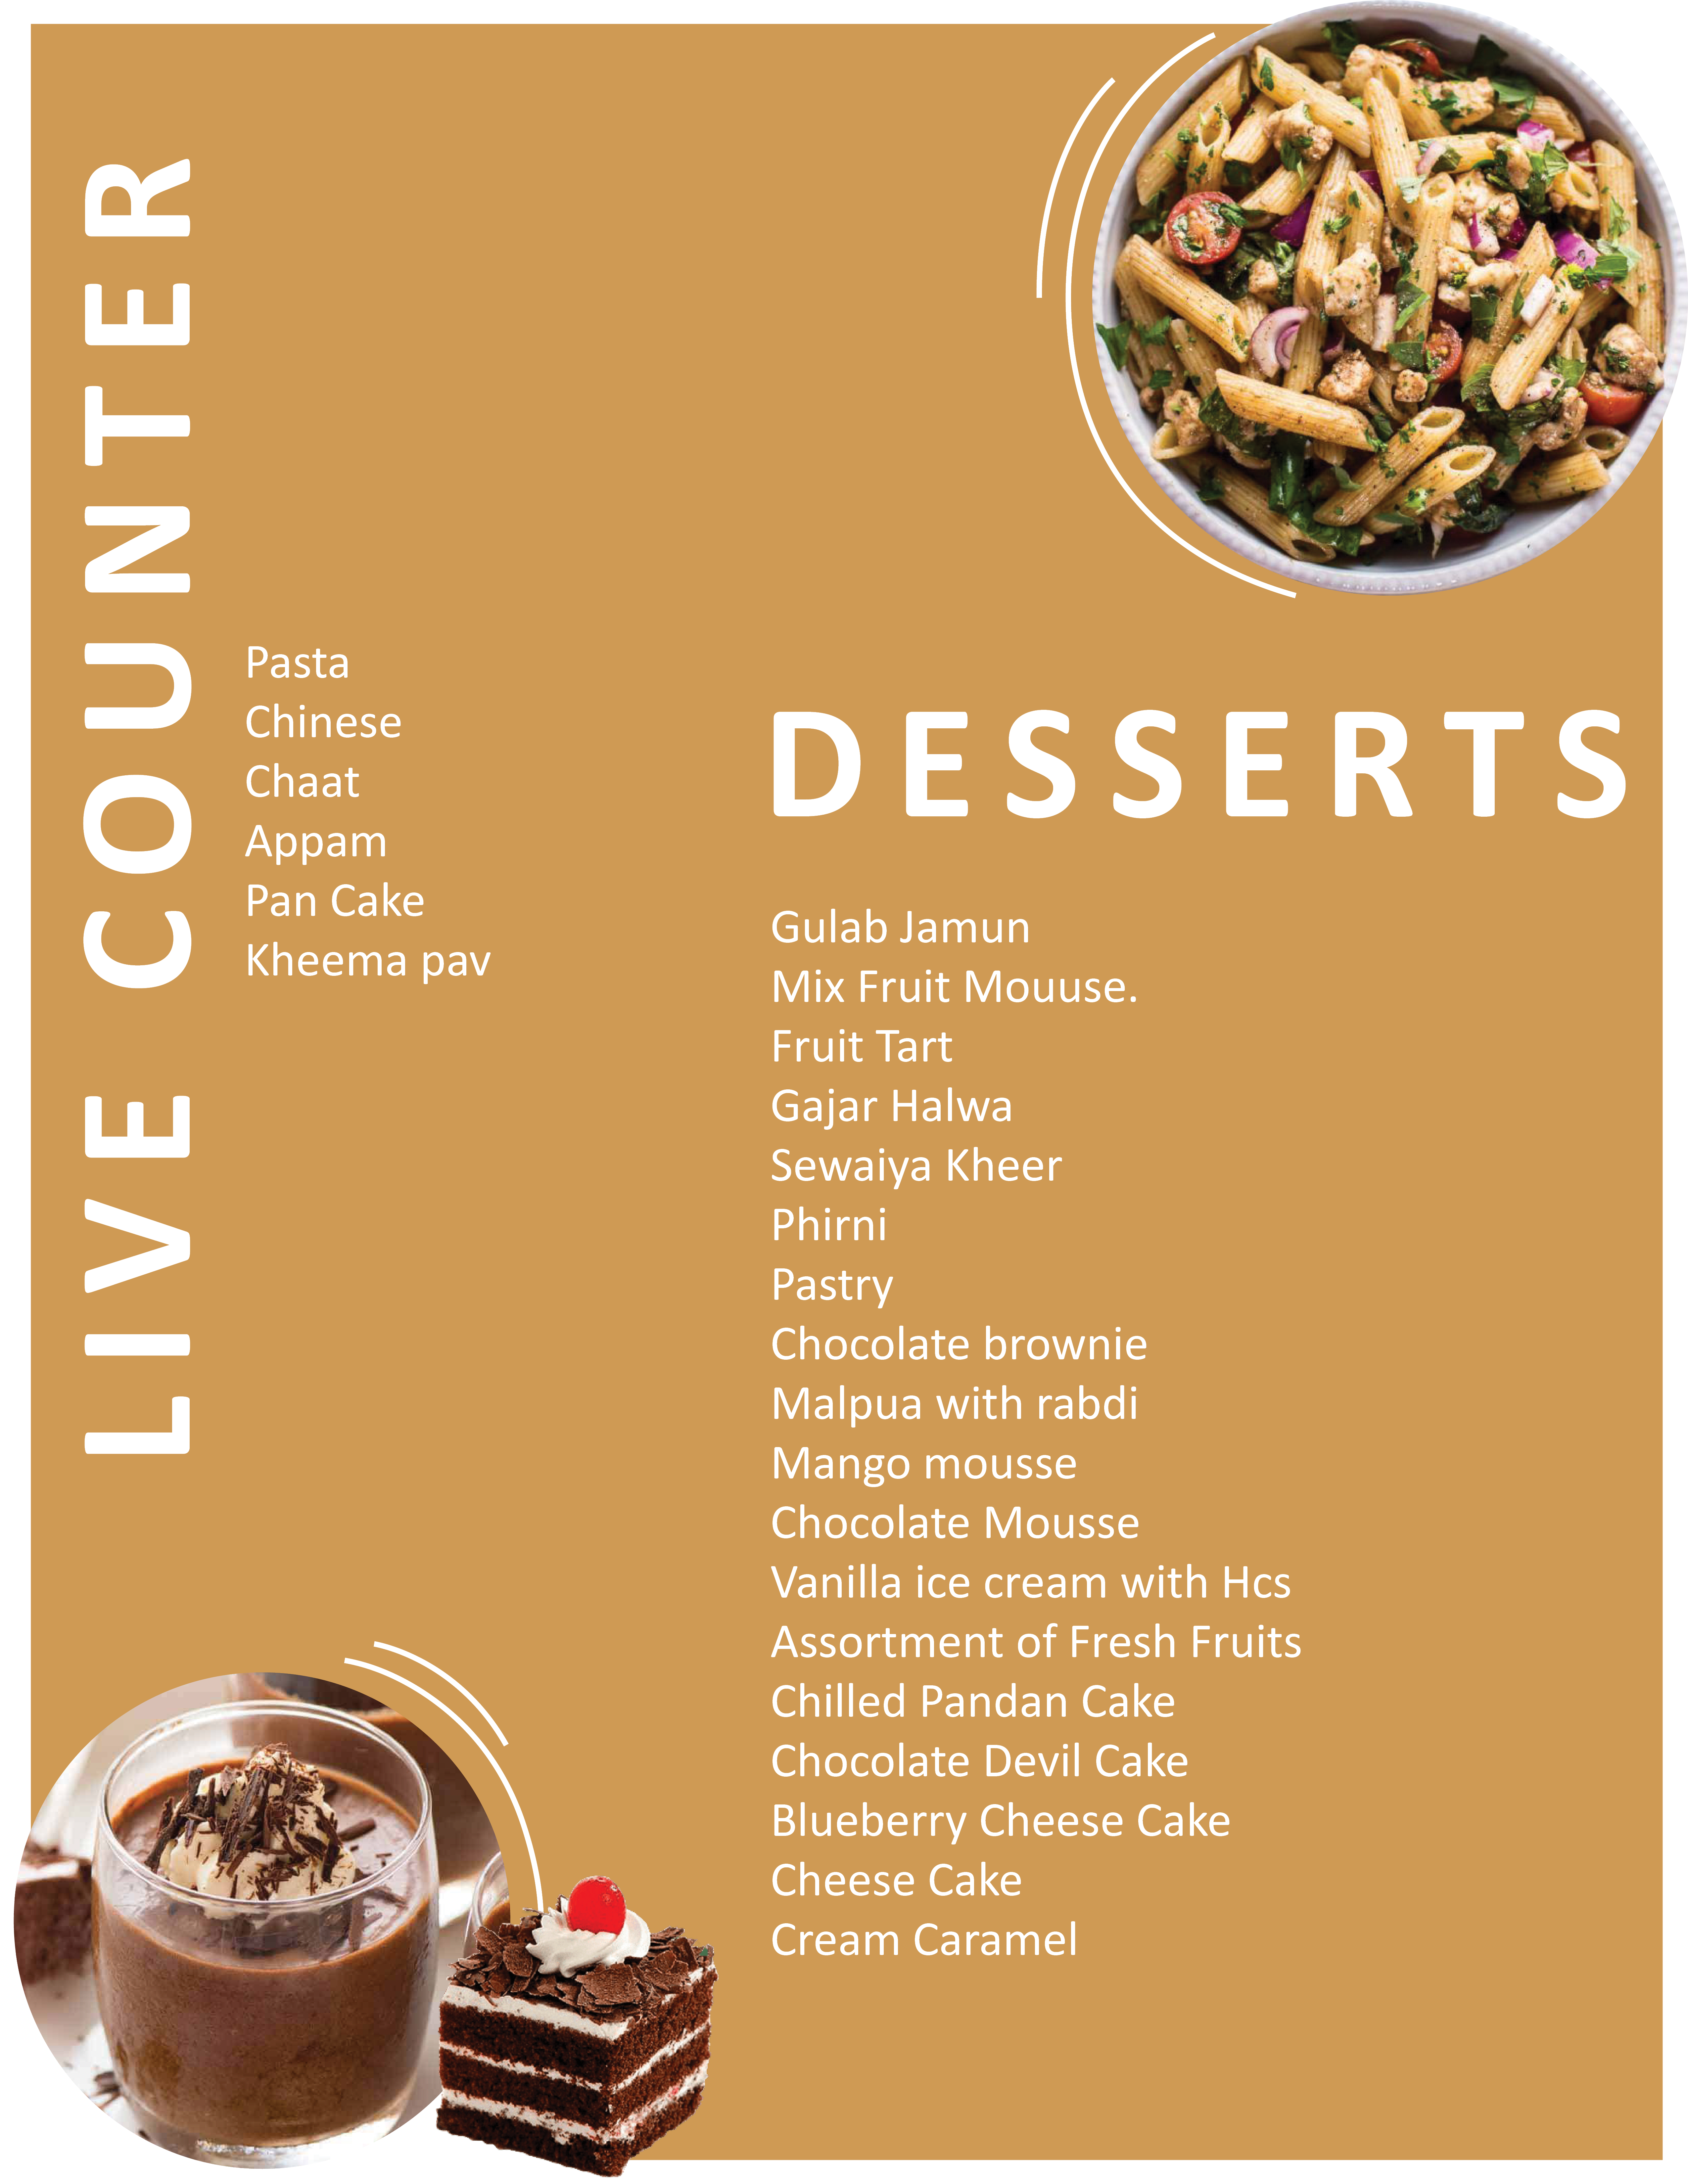 LIVE COUNTER
Pasta
Chinese
Chaat
Appam
Pan Cake
Kheema pav
DESSERTS
Gulab Jamun
Mix Fruit Mouuse.
Fruit Tart
Gajar Halwa
Sewaiya Kheer
Phirni
Pastry
Chocolate brownie
Malpua with rabdi
Mango mousse
Chocolate Mousse
Vanilla ice cream with Hcs
Assortment of Fresh Fruits
Chilled Pandan Cake
Chocolate Devil Cake
Blueberry Cheese Cake
Cheese Cake
Cream Caramel